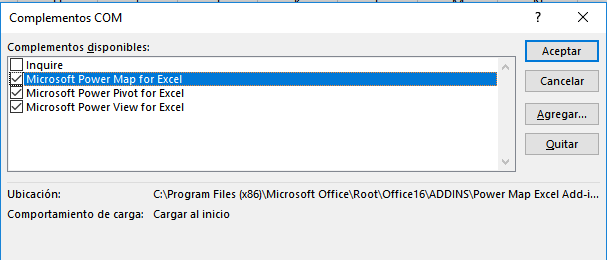 Complementos COM
?
Complementos disponibles:
Inquire
Microsoft Power Map for Excel
Microsoft Power Pivot for Excel
Microsoft Power View for Excel
Aceptar
Cancelar
Agregar...
Quitar
Ubicación: C:\Program Files (x86)\Microsoft Office\Root\Office16\ADDINS\Power Map Excel Add-i...
Comportamiento de carga: Cargar al inicio